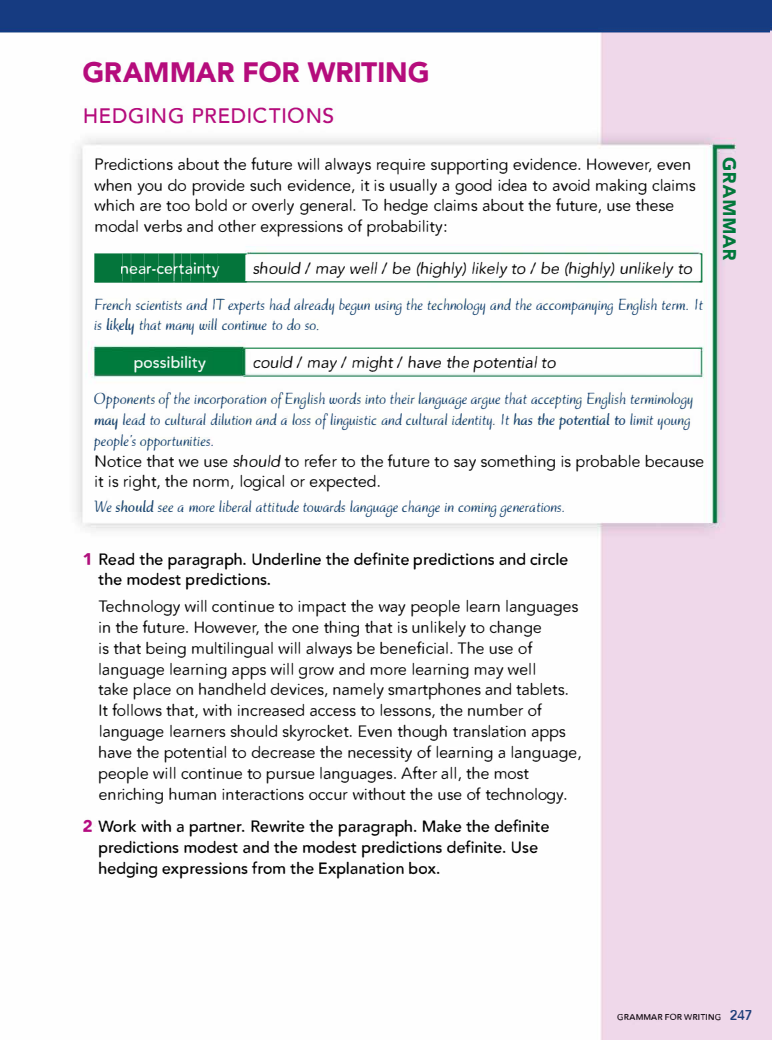 GRAMMAR FOR WRITING
HEDGING PREDICTIONS
Predictions about the future will always require supporting evidence. However, even
when you do provide such evidence, it is usually a good idea to avoid making claims
which are too bold or overly general. To hedge claims about the future, use these
modal verbs and other expressions of probability:
near-certainty should / may well / be (highly) likely to / be (highly) unlikely to
French scientists and IT experts had already begun using the technology and the accompanying English term. It
is likely that many will continue to do so.
possibility could / may / might / have the potential to
Opponents of the incorporation of English words into their language argue that accepting English terminology
may lead to cultural dilution and a loss of linguistic and cultural identity. It has the potential to limit young
people's opportunities.
Notice that we use should to refer to the future to say something is probable because
it is right, the norm, logical or expected.
We should see a more liberal attitude towards language change in coming generations.
GRAMMAR
1 Read the paragraph. Underline the definite predictions and circle
the modest predictions.
Technology will continue to impact the way people learn languages
in the future. However, the one thing that is unlikely to change
is that being multilingual will always be beneficial. The use of
language learning apps will grow and more learning may well
take place on handheld devices, namely smartphones and tablets.
It follows that, with increased access to lessons, the number of
language learners should skyrocket. Even though translation apps
have the potential to decrease the necessity of learning a language,
people will continue to pursue languages. After all, the most
enriching human interactions occur without the use of technology.
2 Work with a partner. Rewrite the paragraph. Make the definite
predictions modest and the modest predictions definite. Use
hedging expressions from the Explanation box.
GRAMMAR FOR WRITING 247